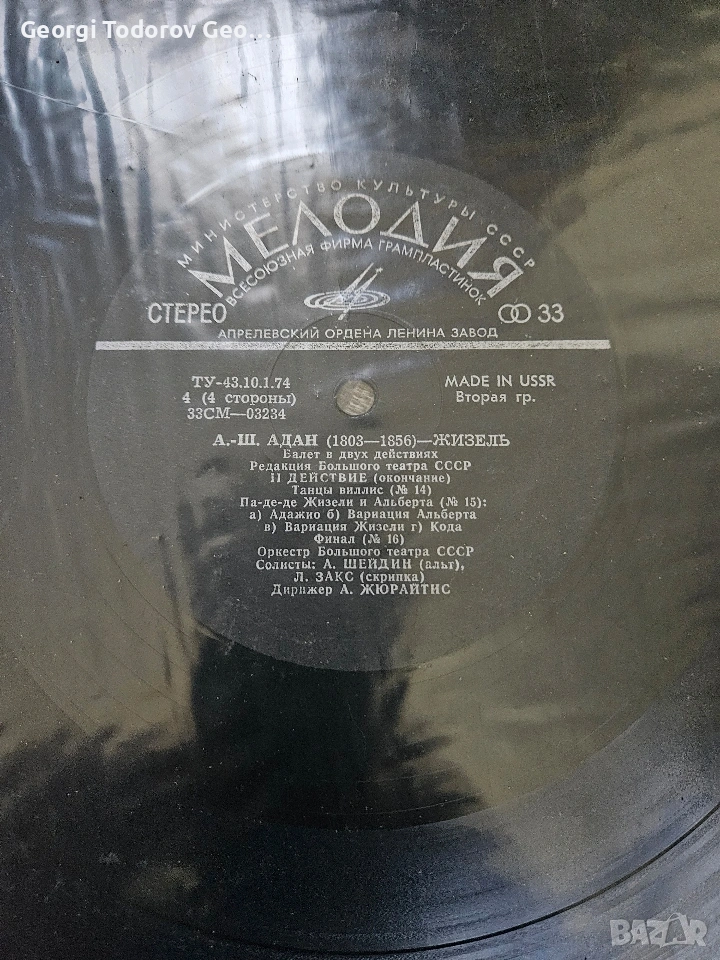 Georgi Todorov Geo...
МИНИСТЕРСТВО КУЛЬТУРЫ СССР
МЕЛОДИЯ
ВСЕСОЮЗНАЯ ФИРМА ГРАМПЛАСТИНОК
СТЕРЕО 33
АПРЕЛЕВСКИЙ ОРДЕНА ЛЕНИНА ЗАВОД
ТУ-43.10.1.74 MADE IN USSR
4 (4 стороны) Вторая гр.
33СМ—03234
А.-Ш. АДАН (1803—1856)—ЖИЗЕЛЬ
Балет в двух действиях
Редакция Большого театра СССР
II ДЕЙСТВИЕ (окончание)
Танцы виллис (№ 14)
Па-де-де Жизели и Альберта (№ 15):
а) Адажио б) Вариация Альберта
в) Вариация Жизели г) Кода
Финал (№ 16)
Оркестр Большого театра СССР
Солисты: А. ШЕЙДИН (альт),
Л. ЗАКС (скрипка)
Дирижер А. ЖЮРАЙТИС
BAZAR